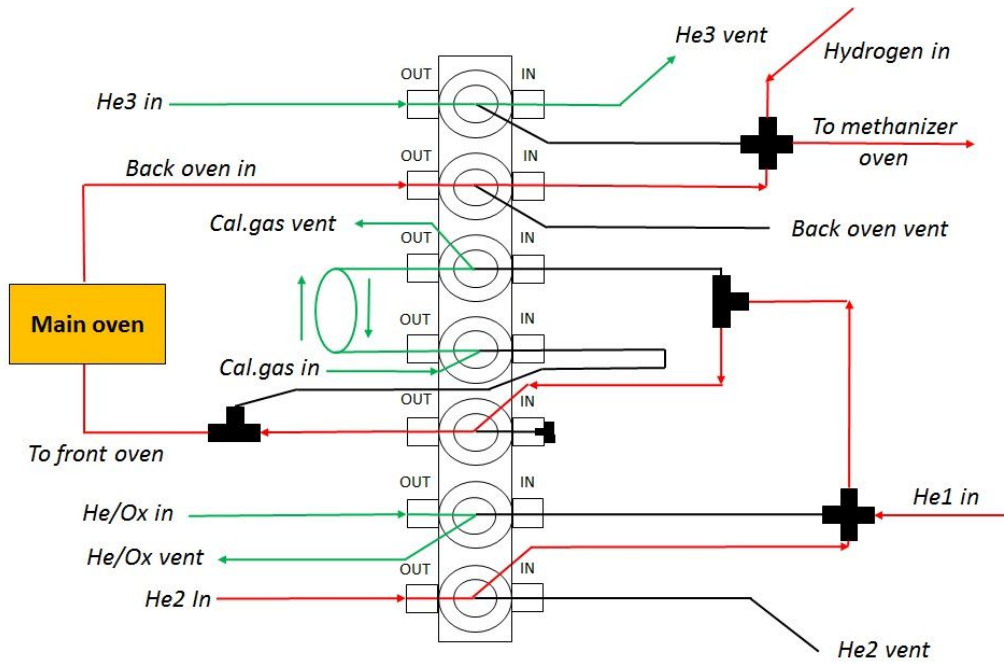 He3 vent
Hydrogen in
OUT
IN
He3 in
To methanizer
oven
OUT
IN
Back oven in
Cal.gas vent
Back oven vent
OUT
IN
Main oven
OUT
IN
Cal.gas in
OUT
IN
To front oven
OUT
IN
He/Ox in
He1 in
He/Ox vent
OUT
IN
He2 In
He2 vent